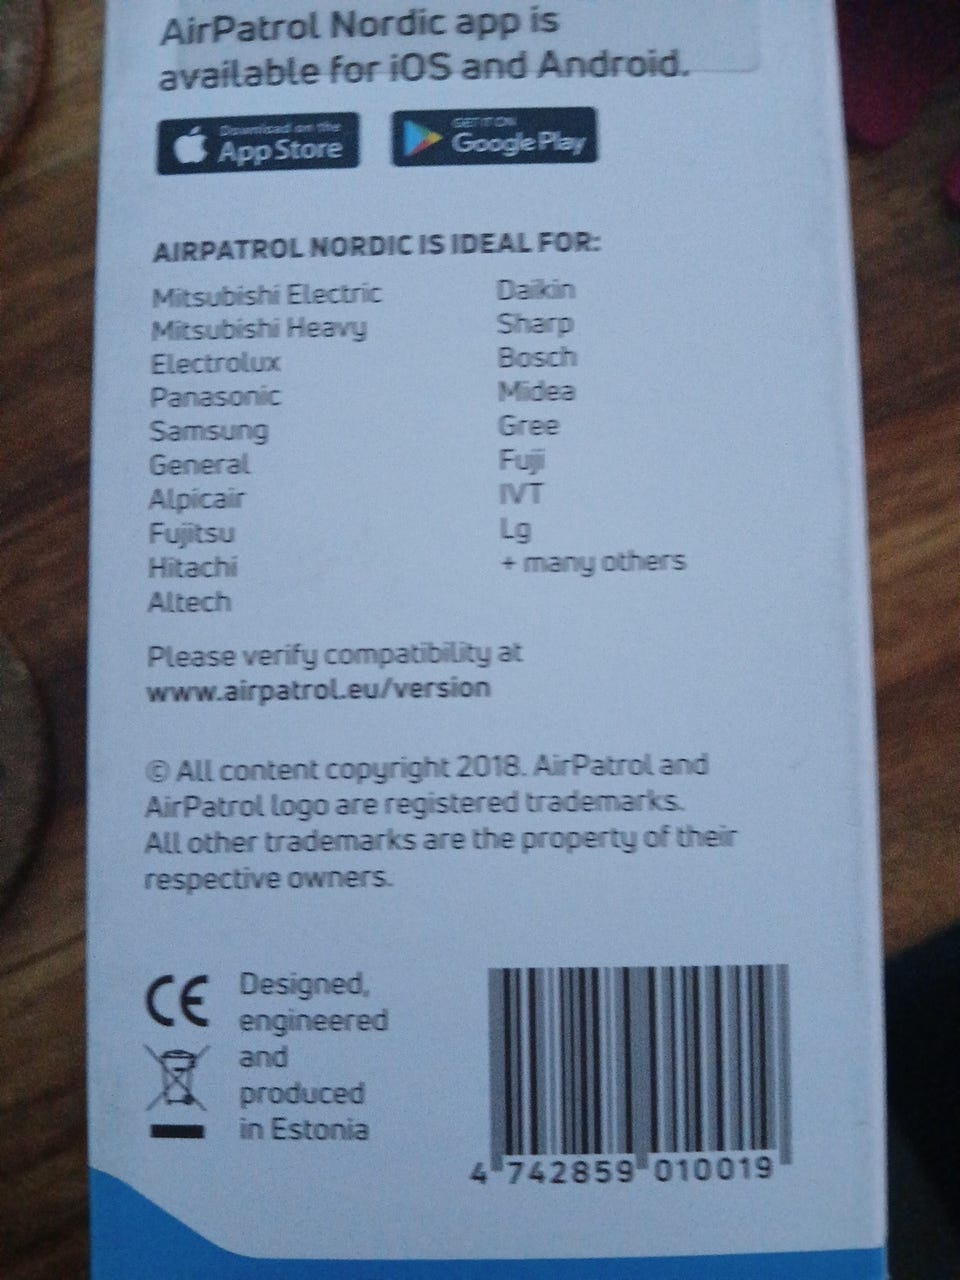 AirPatrol Nordic app is
available for iOS and Android.
Download on the
App Store
GET IT ON
Google Play
AIRPATROL NORDIC IS IDEAL FOR:
Mitsubishi Electric
Mitsubishi Heavy
Electrolux
Panasonic
Samsung
General
Alpicair
Fujitsu
Hitachi
Altech
Daikin
Sharp
Bosch
Midea
Gree
Fuji
IVT
Lg
+ many others
Please verify compatibility at
www.airpatrol.eu/version
© All content copyright 2018. AirPatrol and
AirPatrol logo are registered trademarks.
All other trademarks are the property of their
respective owners.
CE
Designed,
engineered
and
produced
in Estonia
4 742859 010019